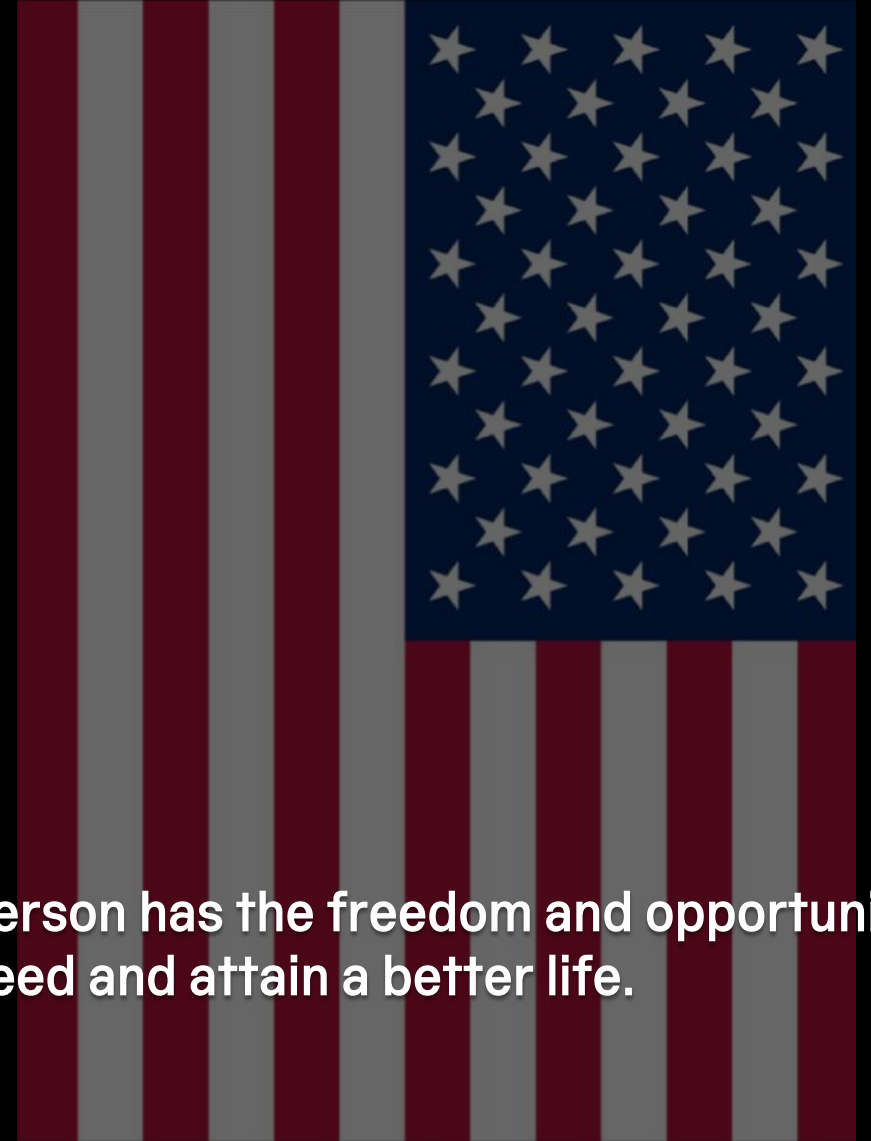 erson has the freedom and opportuni
eed and attain a better life.